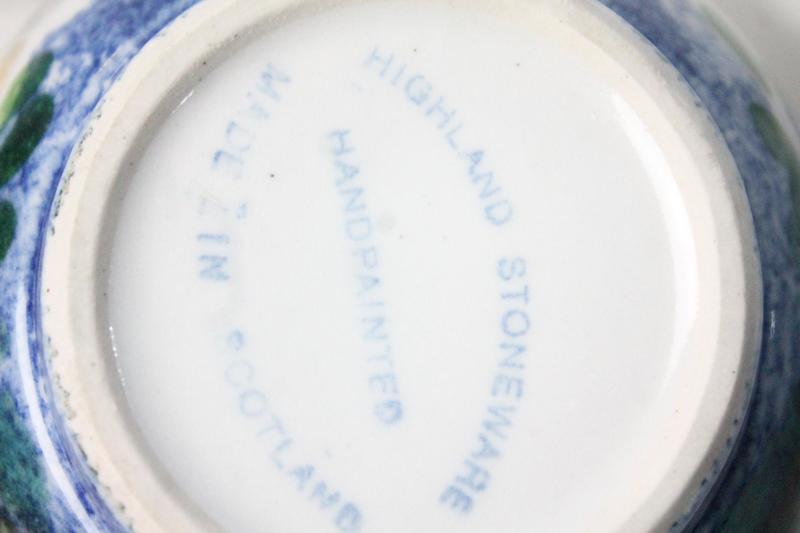 HIGHLAND STONEWARE
HANDPAINTED
MADE IN SCOTLAND